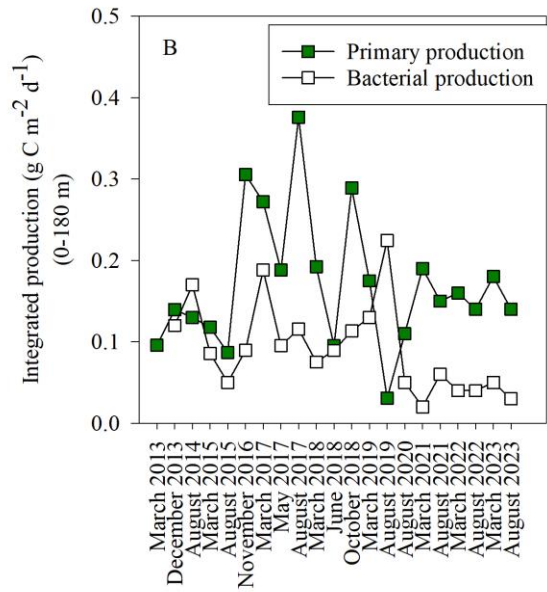 B
Primary production
Bacterial production
Integrated production (g C m⁻² d⁻¹)
(0-180 m)
0.5
0.4
0.3
0.2
0.1
0.0
March 2013
December 2013
August 2014
March 2015
August 2015
November 2016
March 2017
May 2017
August 2017
March 2018
June 2018
October 2018
March 2019
August 2019
August 2020
March 2021
August 2021
March 2022
August 2022
March 2023
August 2023